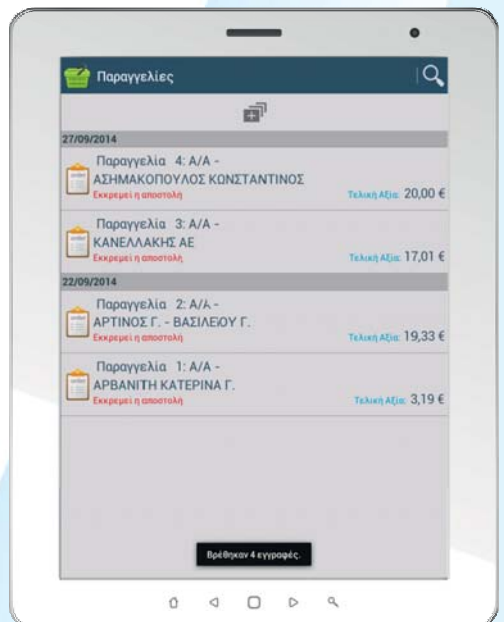 Παραγγελίες
27/09/2014
Παραγγελία 4: Α/Α -
ΑΣΗΜΑΚΟΠΟΥΛΟΣ ΚΩΝΣΤΑΝΤΙΝΟΣ
Εκκρεμεί η αποστολή Τελική Αξία: 20,00 €
Παραγγελία 3: Α/Α -
ΚΑΝΕΛΛΑΚΗΣ ΑΕ
Εκκρεμεί η αποστολή Τελική Αξία: 17,01 €
22/09/2014
Παραγγελία 2: Α/Α -
ΑΡΤΙΝΟΣ Γ. - ΒΑΣΙΛΕΙΟΥ Γ.
Εκκρεμεί η αποστολή Τελική Αξία: 19,33 €
Παραγγελία 1: Α/Α -
ΑΡΒΑΝΙΤΗ ΚΑΤΕΡΙΝΑ Γ.
Εκκρεμεί η αποστολή Τελική Αξία: 3,19 €
Βρέθηκαν 4 εγγραφές.